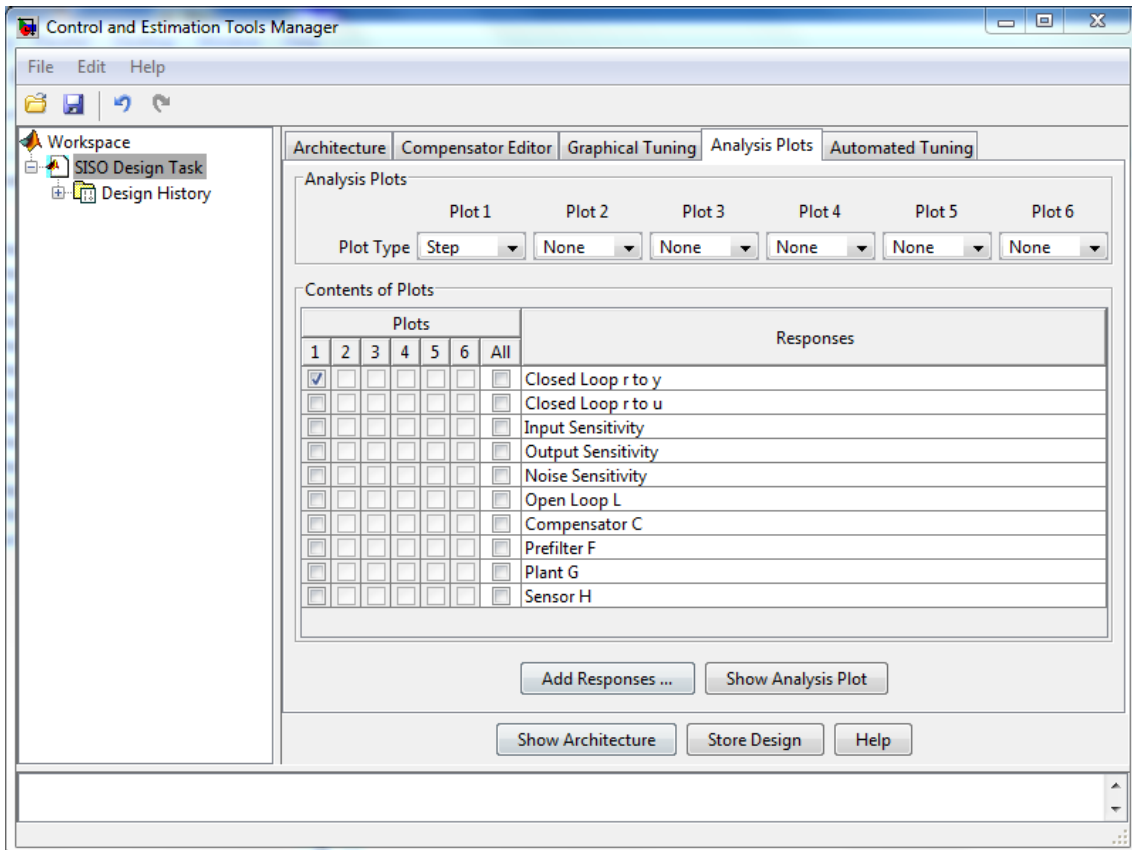 Control and Estimation Tools Manager
File Edit Help
Workspace
SISO Design Task
Design History
Architecture Compensator Editor Graphical Tuning Analysis Plots Automated Tuning
Analysis Plots
Plot 1 Plot 2 Plot 3 Plot 4 Plot 5 Plot 6
Plot Type Step None None None None None
Contents of Plots
Plots Responses
1 2 3 4 5 6 All
Closed Loop r to y
Closed Loop r to u
Input Sensitivity
Output Sensitivity
Noise Sensitivity
Open Loop L
Compensator C
Prefilter F
Plant G
Sensor H
Add Responses ... Show Analysis Plot
Show Architecture Store Design Help